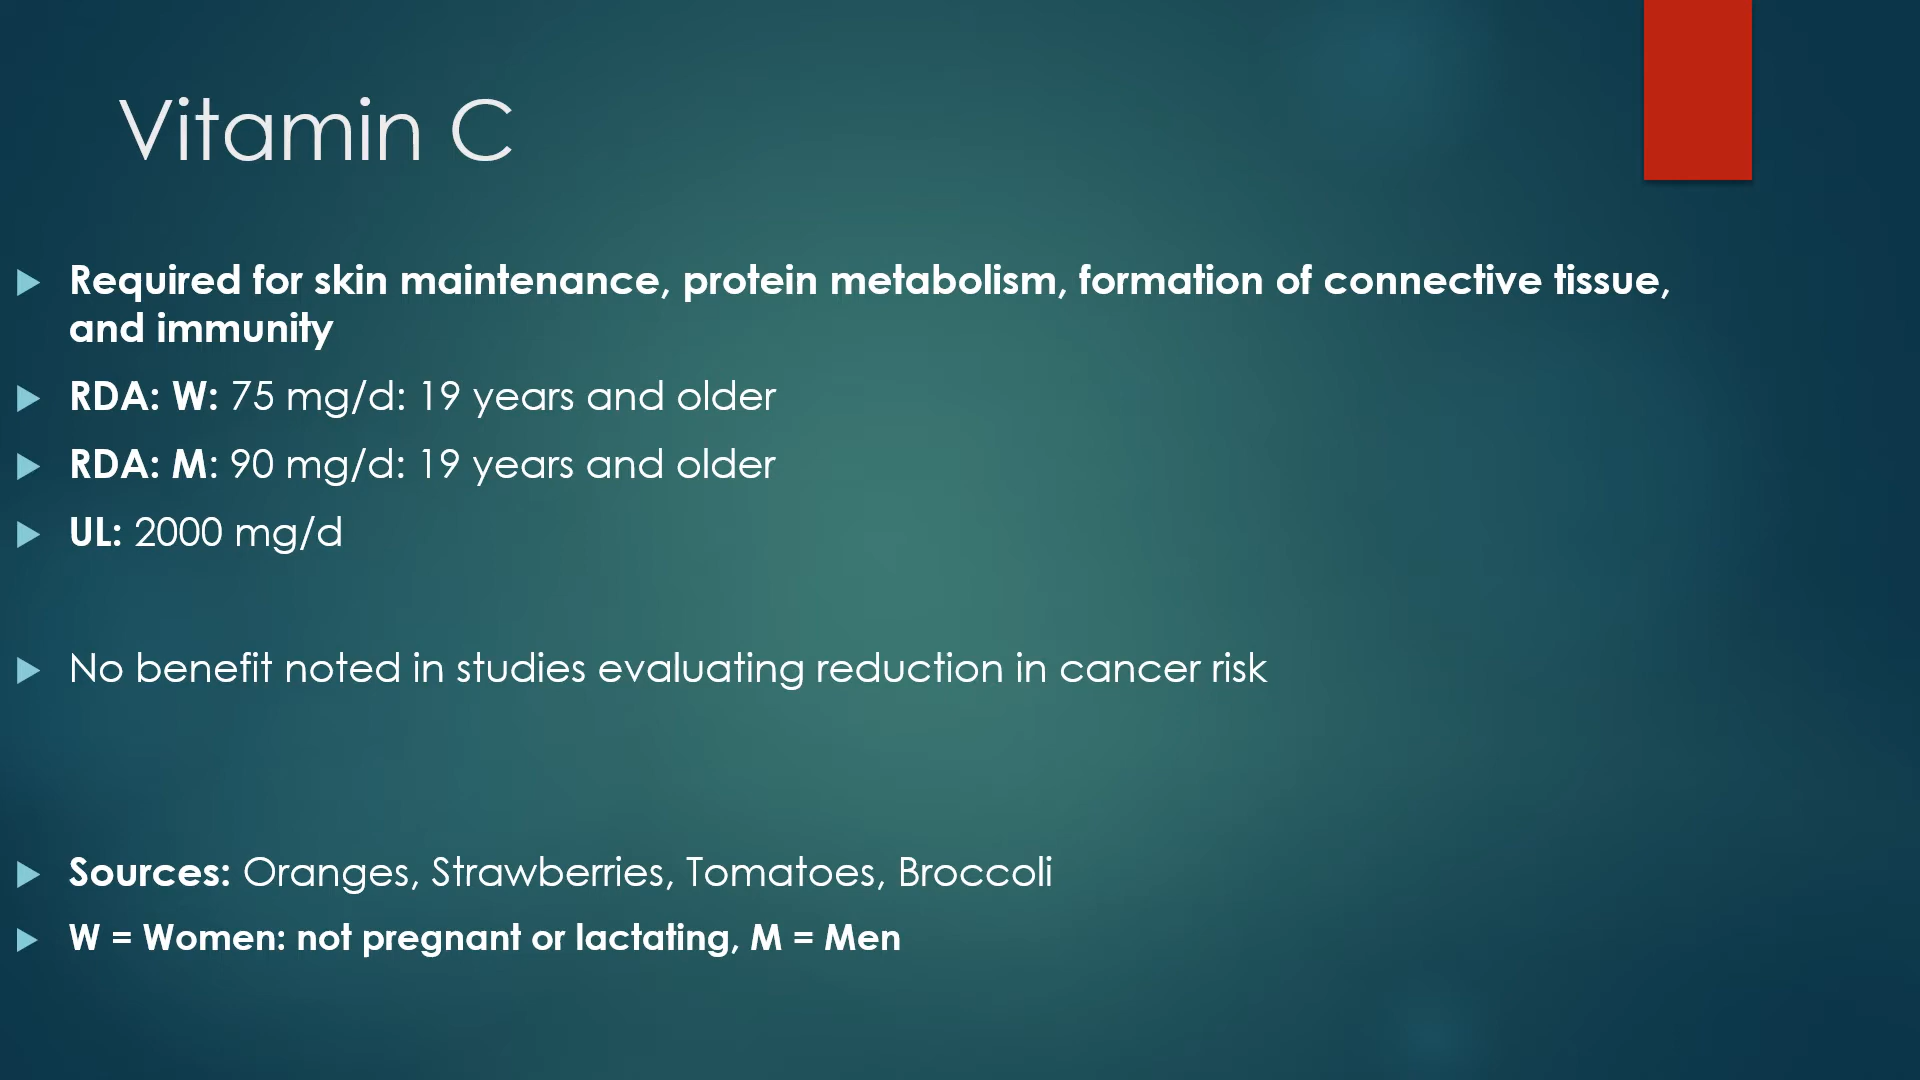 Vitamin C
Required for skin maintenance, protein metabolism, formation of connective tissue,
and immunity
RDA: W: 75 mg/d: 19 years and older
RDA: M: 90 mg/d: 19 years and older
UL: 2000 mg/d
No benefit noted in studies evaluating reduction in cancer risk
Sources: Oranges, Strawberries, Tomatoes, Broccoli
W = Women: not pregnant or lactating, M = Men